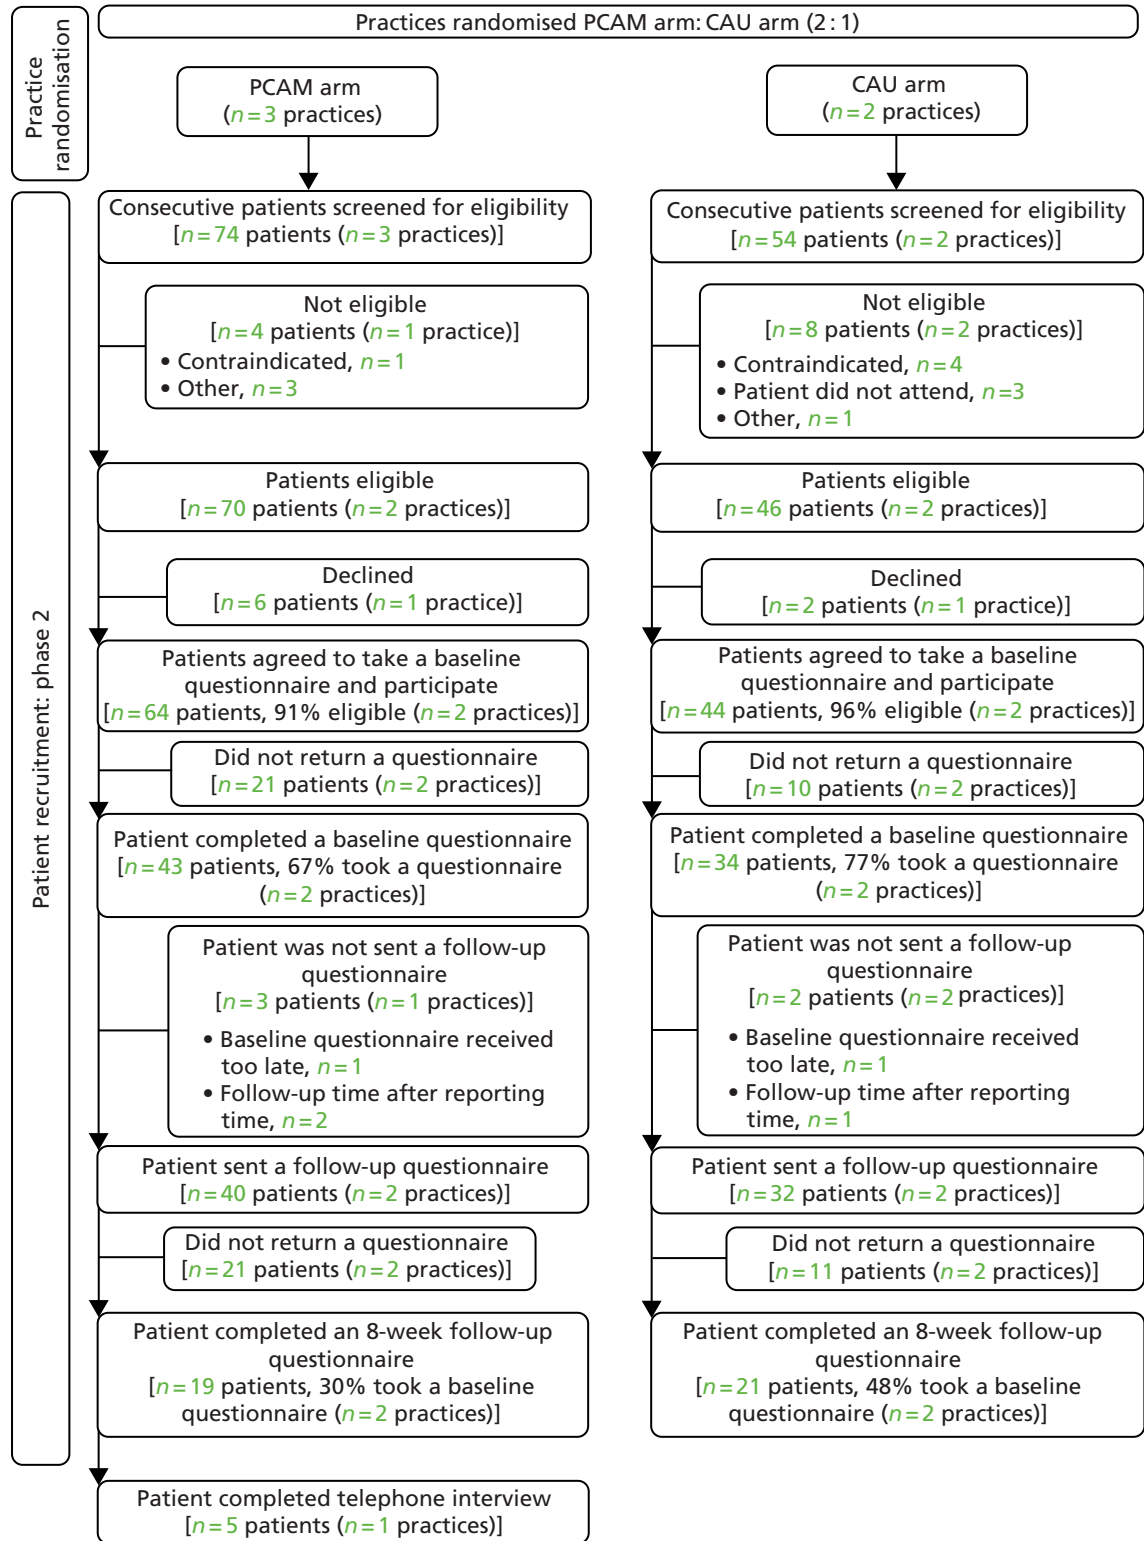 Practice
randomisation
Practices randomised PCAM arm: CAU arm (2:1)
PCAM arm
(n=3 practices)
CAU arm
(n=2 practices)
Patient recruitment: phase 2
Consecutive patients screened for eligibility
[n=74 patients (n=3 practices)]
Not eligible
[n=4 patients (n=1 practice)]
• Contraindicated, n=1
• Other, n=3
Patients eligible
[n=70 patients (n=2 practices)]
Declined
[n=6 patients (n=1 practice)]
Patients agreed to take a baseline
questionnaire and participate
[n=64 patients, 91% eligible (n=2 practices)]
Did not return a questionnaire
[n=21 patients (n=2 practices)]
Patient completed a baseline questionnaire
[n=43 patients, 67% took a questionnaire
(n=2 practices)]
Patient was not sent a follow-up
questionnaire
[n=3 patients (n=1 practices)]
• Baseline questionnaire received
too late, n=1
• Follow-up time after reporting
time, n=2
Patient sent a follow-up questionnaire
[n=40 patients (n=2 practices)]
Did not return a questionnaire
[n=21 patients (n=2 practices)]
Patient completed an 8-week follow-up
questionnaire
[n=19 patients, 30% took a baseline
questionnaire (n=2 practices)]
Patient completed telephone interview
[n=5 patients (n=1 practices)]
Consecutive patients screened for eligibility
[n=54 patients (n=2 practices)]
Not eligible
[n=8 patients (n=2 practices)]
• Contraindicated, n=4
• Patient did not attend, n=3
• Other, n=1
Patients eligible
[n=46 patients (n=2 practices)]
Declined
[n=2 patients (n=1 practice)]
Patients agreed to take a baseline
questionnaire and participate
[n=44 patients, 96% eligible (n=2 practices)]
Did not return a questionnaire
[n=10 patients (n=2 practices)]
Patient completed a baseline questionnaire
[n=34 patients, 77% took a questionnaire
(n=2 practices)]
Patient was not sent a follow-up
questionnaire
[n=2 patients (n=2 practices)]
• Baseline questionnaire received
too late, n=1
• Follow-up time after reporting
time, n=1
Patient sent a follow-up questionnaire
[n=32 patients (n=2 practices)]
Did not return a questionnaire
[n=11 patients (n=2 practices)]
Patient completed an 8-week follow-up
questionnaire
[n=21 patients, 48% took a baseline
questionnaire (n=2 practices)]